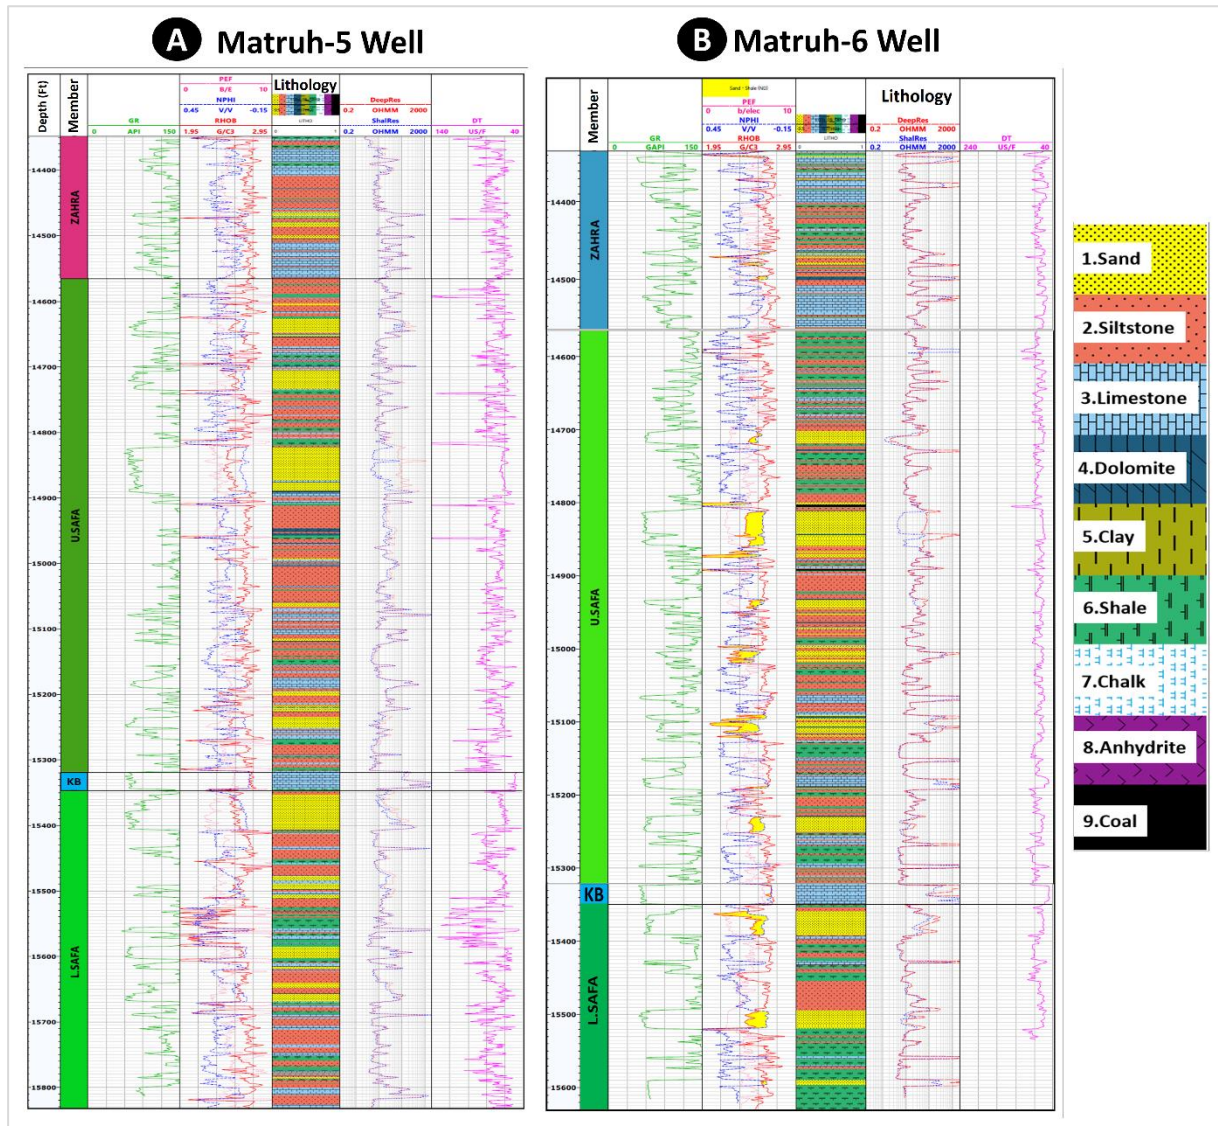 A Matruh-5 Well
Depth (Ft)
Member
GR
0 API 150
PEF
0 B/E 10
NPHI
0.45 V/V -0.15
RHOB
1.95 G/C3 2.95
Lithology
LITHO
0 1
DeepRes
0.2 OHMM 2000
ShalRes
0.2 OHMM 2000
DT
140 US/F 40
14400
14500
14600
14700
14800
14900
15000
15100
15200
15300
15400
15500
15600
15700
15800
ZAHRA
U.SAFA
KB
L.SAFA
B Matruh-6 Well
Member
GR
0 GAPI 150
PEF
0 b/elec 10
NPHI
0.45 V/V -0.15
RHOB
1.95 G/C3 2.95
LITHO
0 1
Lithology
DeepRes
0.2 OHMM 2000
ShalRes
0.2 OHMM 2000
DT
240 US/F 40
14400
14500
14600
14700
14800
14900
15000
15100
15200
15300
15400
15500
15600
ZAHRA
U.SAFA
KB
L.SAFA
1.Sand
2.Siltstone
3.Limestone
4.Dolomite
5.Clay
6.Shale
7.Chalk
8.Anhydrite
9.Coal